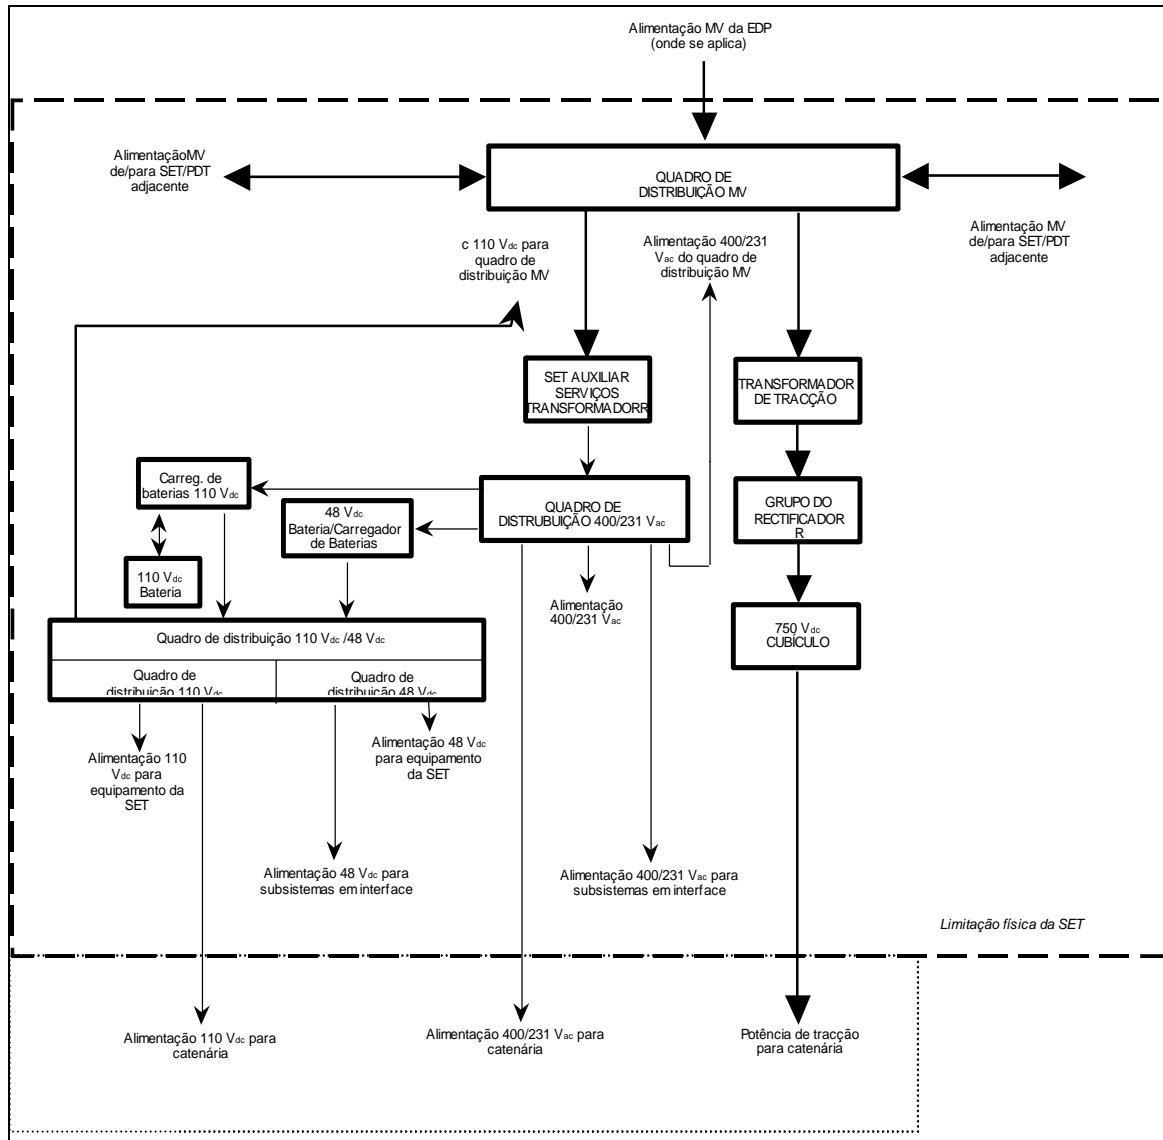 Alimentação MV da EDP
(onde se aplica)
AlimentaçãoMV
de/para SET/PDT
adjacente
QUADRO DE
DISTRIBUIÇÃO MV
Alimentação MV
de/para SET/PDT
adjacente
c 110 Vdc para
quadro de
distribuição MV
Alimentação 400/231
Vac do quadro de
distribuição MV
SET AUXILIAR
SERVIÇOS
TRANSFORMADORR
TRANSFORMADOR
DE TRACÇÃO
Carreg. de
baterias 110 Vdc
48 Vdc
Bateria/Carregador
de Baterias
QUADRO DE
DISTRUBUIÇÃO 400/231 Vac
GRUPO DO
RECTIFICADOR
R
110 Vdc
Bateria
Alimentação
400/231 Vac
750 Vdc
CUBÍCULO
Quadro de distribuição 110 Vdc /48 Vdc
Quadro de
distribuição 110 Vdc
Quadro de
distribuição 48 Vdc
Alimentação 110
Vdc para
equipamento da
SET
Alimentação 48 Vdc
para equipamento
da SET
Alimentação 48 Vdc para
subsistemas em interface
Alimentação 400/231 Vac para
subsistemas em interface
Limitação física da SET
Alimentação 110 Vdc para
catenária
Alimentação 400/231 Vac para
catenária
Potência de tracção
para catenária